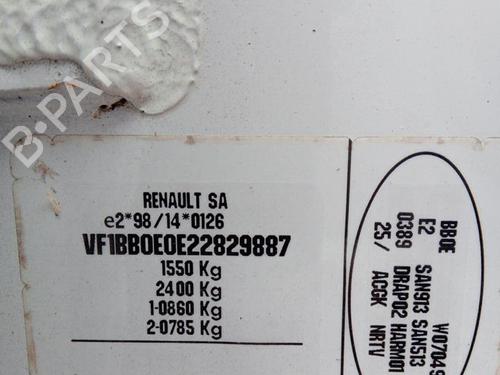 B-PARTS
RENAULT SA
e2*98/14*0126
VF1BB0E0E22829887
1550 Kg
2400 Kg
1-0860 Kg
2-0785 Kg
BB0E
E2
0389
25/
SAN913 SAN513
DRAP02 HARM01
ACGK NRTV